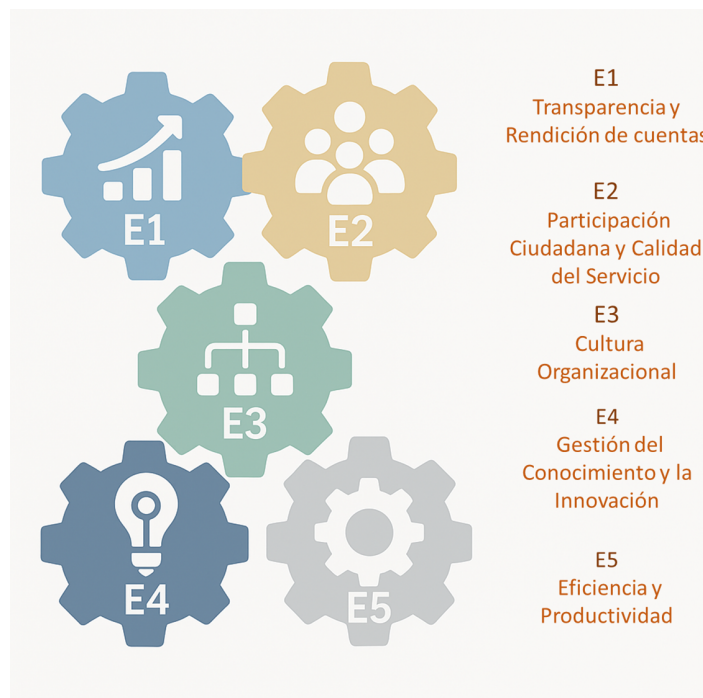 E1
E2
E3
E4
E5
E1
Transparencia y
Rendición de cuentas
E2
Participación
Ciudadana y Calidad
del Servicio
E3
Cultura
Organizacional
E4
Gestión del
Conocimiento y la
Innovación
E5
Eficiencia y
Productividad